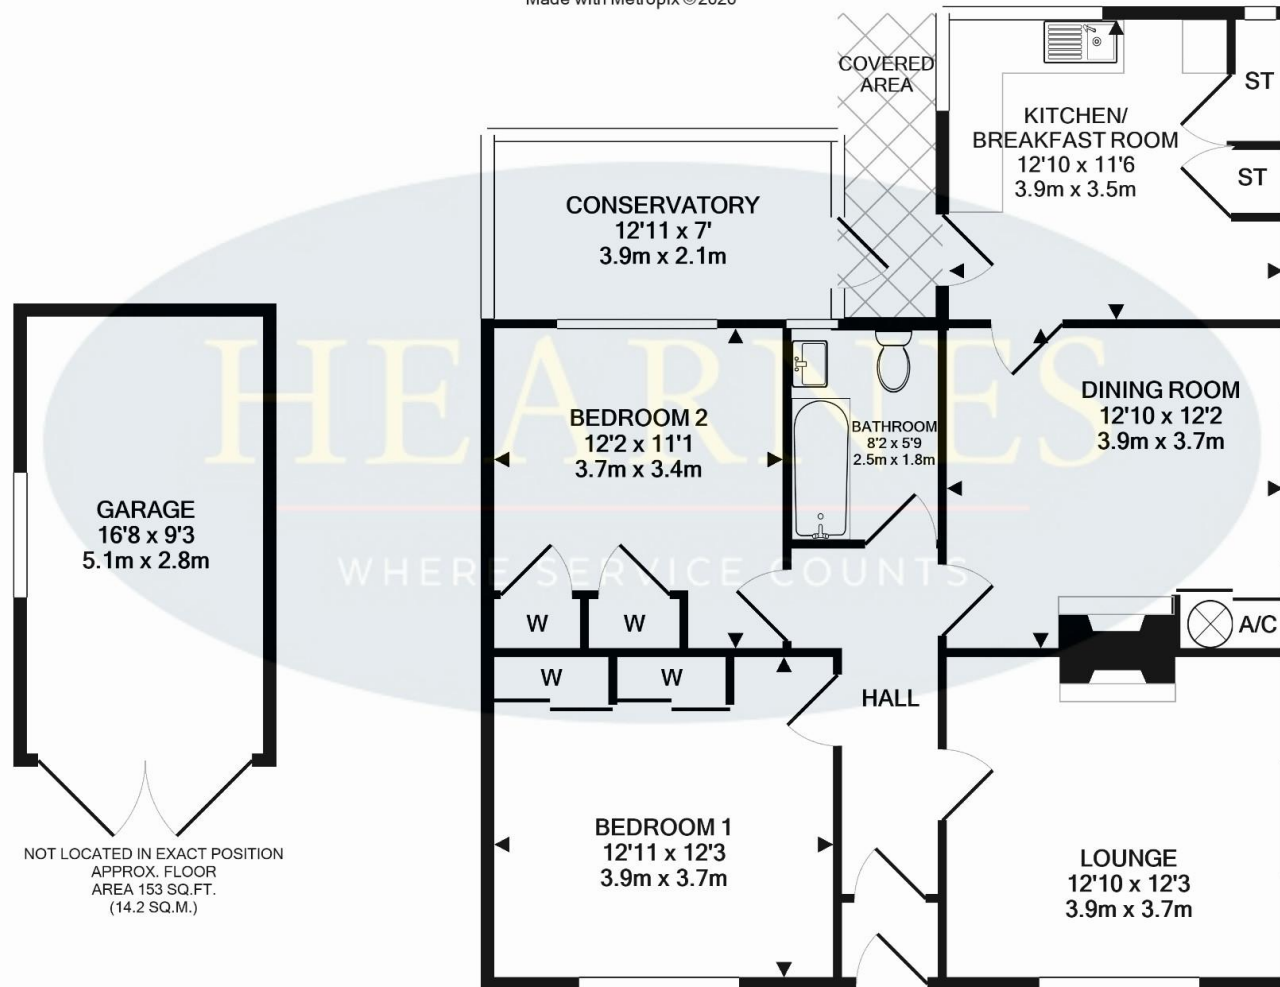 Made with Metropix ©2020
COVERED
AREA
KITCHEN/
BREAKFAST ROOM
12'10 x 11'6
3.9m x 3.5m
ST
ST
CONSERVATORY
12'11 x 7'
3.9m x 2.1m
HEARNES
WHERE SERVICE COUNTS
GARAGE
16'8 x 9'3
5.1m x 2.8m
NOT LOCATED IN EXACT POSITION
APPROX. FLOOR
AREA 153 SQ.FT.
(14.2 SQ.M.)
BEDROOM 2
12'2 x 11'1
3.7m x 3.4m
BATHROOM
8'2 x 5'9
2.5m x 1.8m
DINING ROOM
12'10 x 12'2
3.9m x 3.7m
W
W
W
W
A/C
HALL
BEDROOM 1
12'11 x 12'3
3.9m x 3.7m
LOUNGE
12'10 x 12'3
3.9m x 3.7m